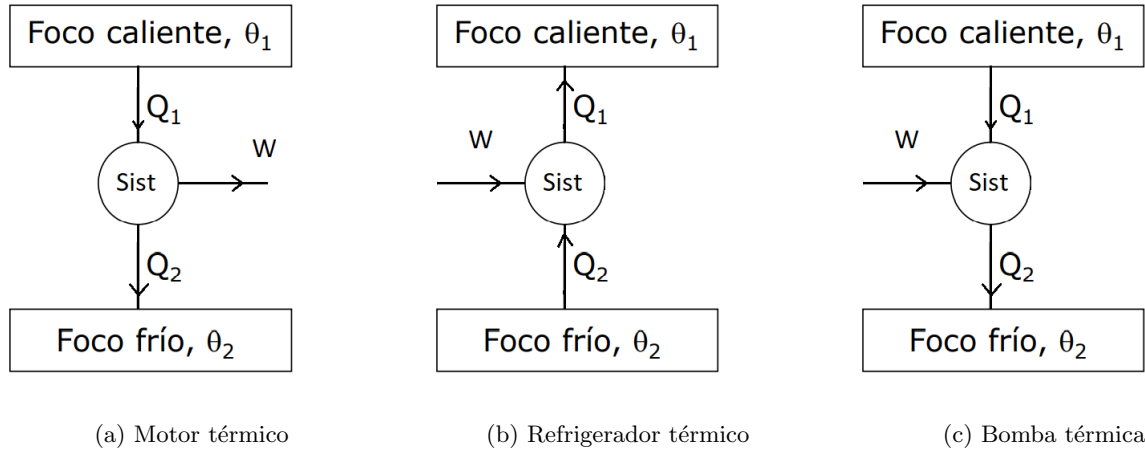 Foco caliente, θ₁
Q₁
W
Sist
Q₂
Foco frío, θ₂
(a) Motor térmico
Foco caliente, θ₁
Q₁
W
Sist
Q₂
Foco frío, θ₂
(b) Refrigerador térmico
Foco caliente, θ₁
Q₁
W
Sist
Q₂
Foco frío, θ₂
(c) Bomba térmica